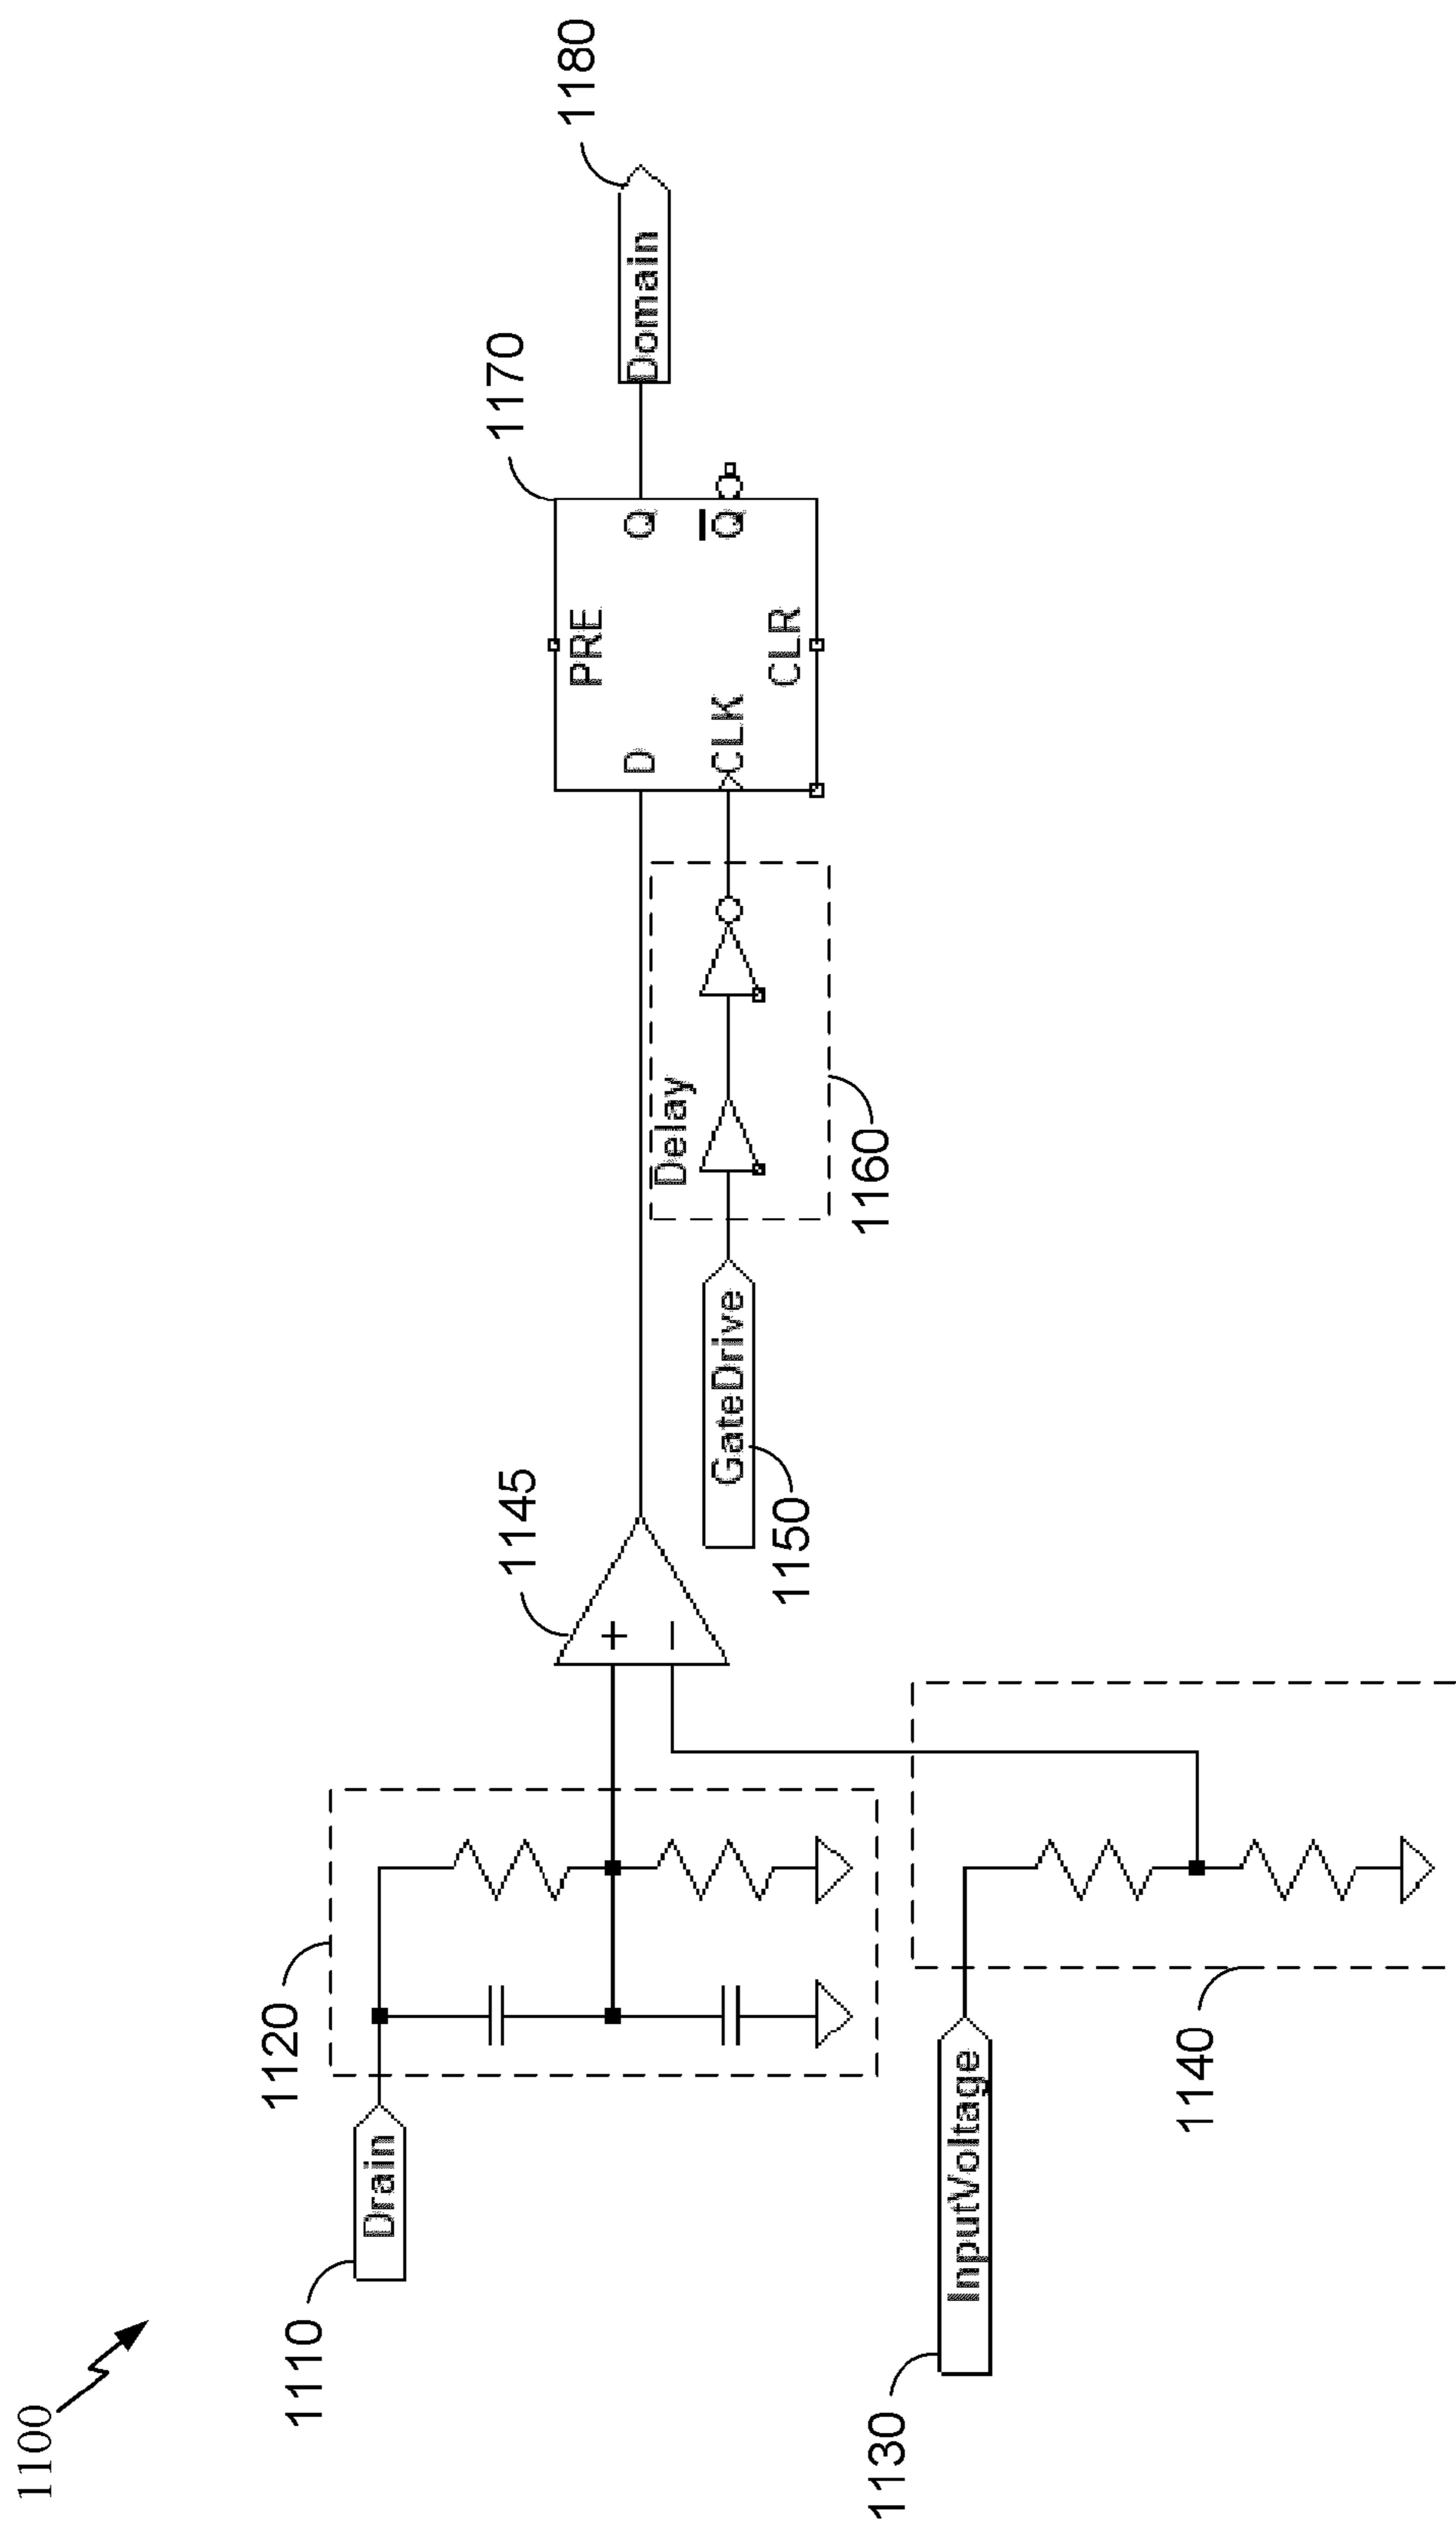 1100
1110
Drain
1120
1130
InputVoltage
1140
1145
+
−
GateDrive
1150
Delay
1160
1170
PRE
D
Q
CLK
Q̅
CLR
Domain
1180